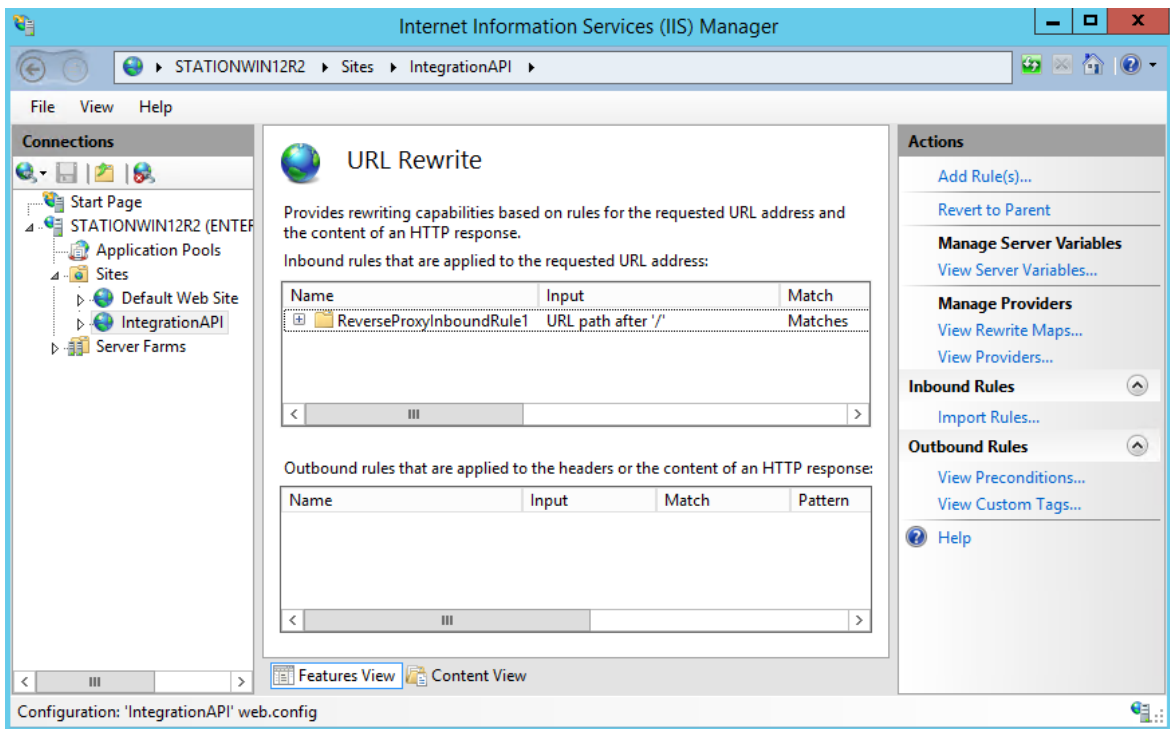 Internet Information Services (IIS) Manager
STATIONWIN12R2 Sites IntegrationAPI
File View Help
Connections
Start Page
STATIONWIN12R2 (ENTER
Application Pools
Sites
Default Web Site
IntegrationAPI
Server Farms
URL Rewrite
Provides rewriting capabilities based on rules for the requested URL address and
the content of an HTTP response.
Inbound rules that are applied to the requested URL address:
Name Input Match
ReverseProxyInboundRule1 URL path after '/' Matches
Outbound rules that are applied to the headers or the content of an HTTP response:
Name Input Match Pattern
Features View Content View
Actions
Add Rule(s)...
Revert to Parent
Manage Server Variables
View Server Variables...
Manage Providers
View Rewrite Maps...
View Providers...
Inbound Rules
Import Rules...
Outbound Rules
View Preconditions...
View Custom Tags...
Help
Configuration: 'IntegrationAPI' web.config